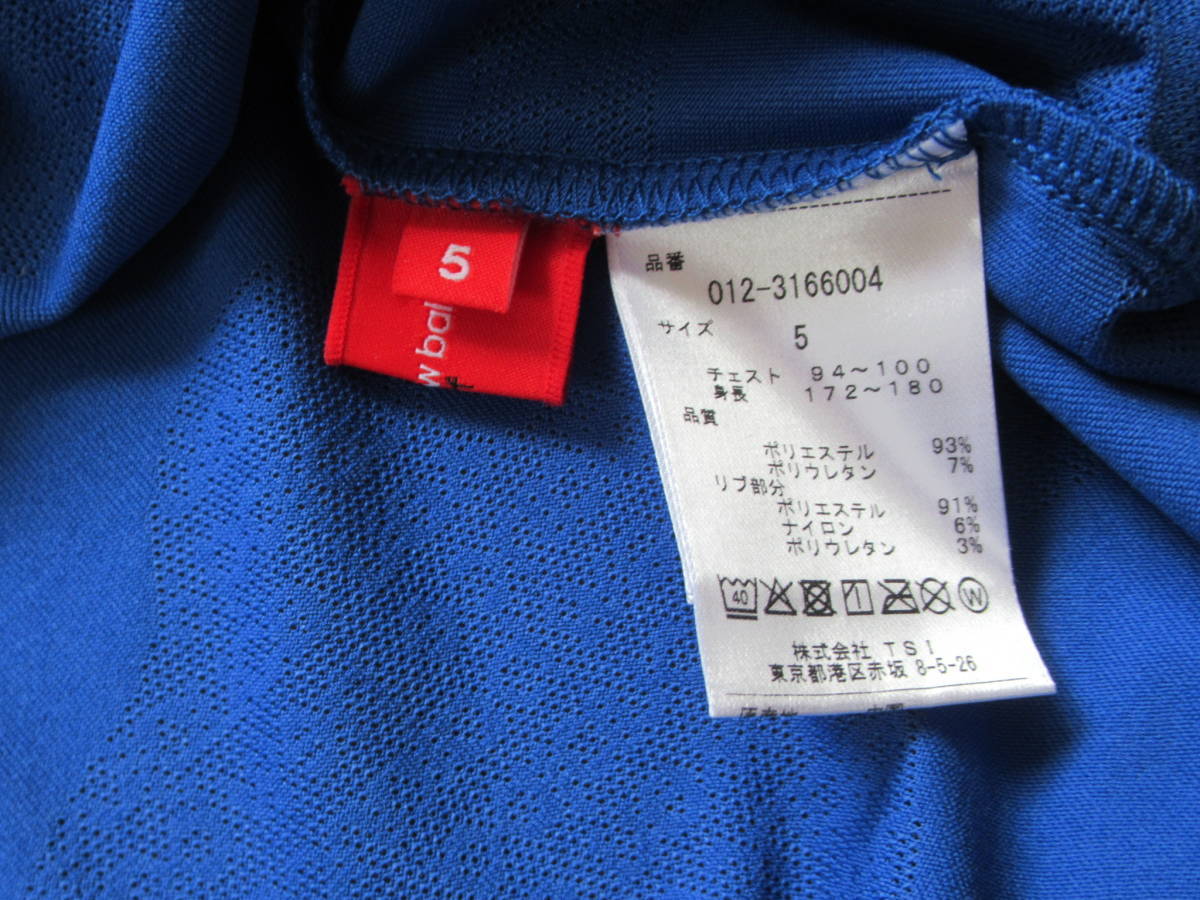 5
w bal
品番
012-3166004
サイズ 5
チェスト 94～100
身長 172～180
品質
ポリエステル 93%
ポリウレタン 7%
リブ部分
ポリエステル 91%
ナイロン 6%
ポリウレタン 3%
40 W
株式会社 TSI
東京都港区赤坂 8-5-26